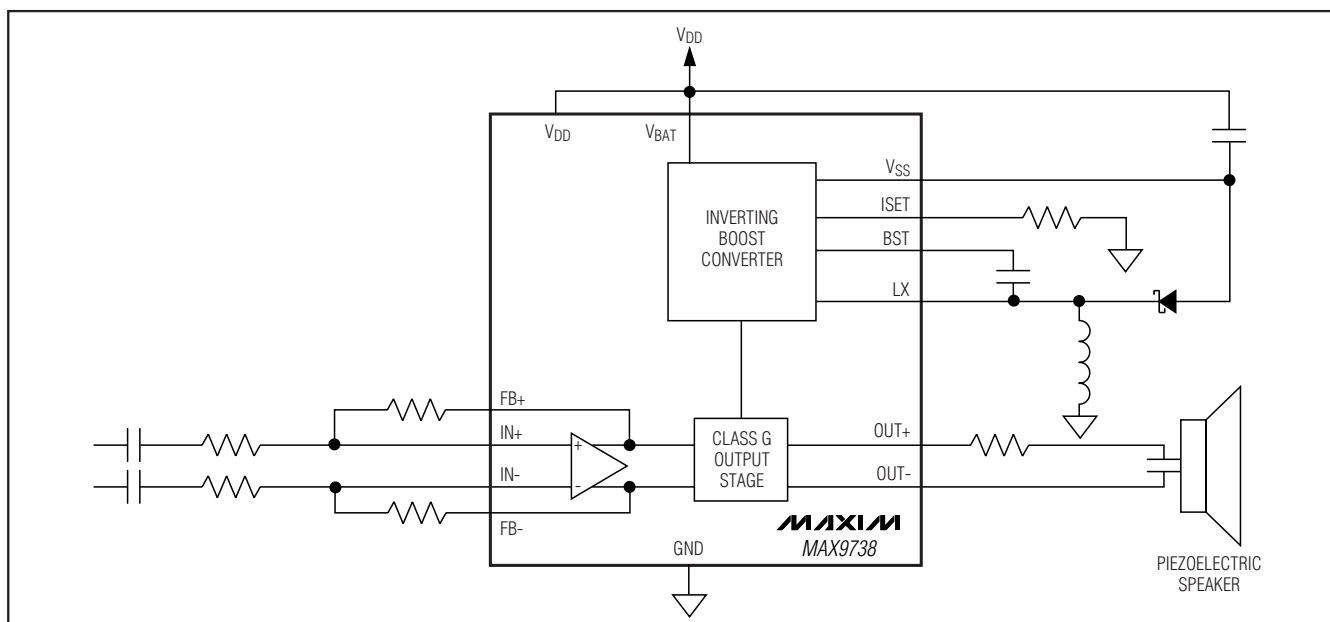 VDD
VDD
VBAT
VSS
ISET
BST
LX
INVERTING
BOOST
CONVERTER
FB+
IN+
IN-
FB-
+
-
CLASS G
OUTPUT
STAGE
OUT+
OUT-
MAXIM
MAX9738
GND
PIEZOELECTRIC
SPEAKER